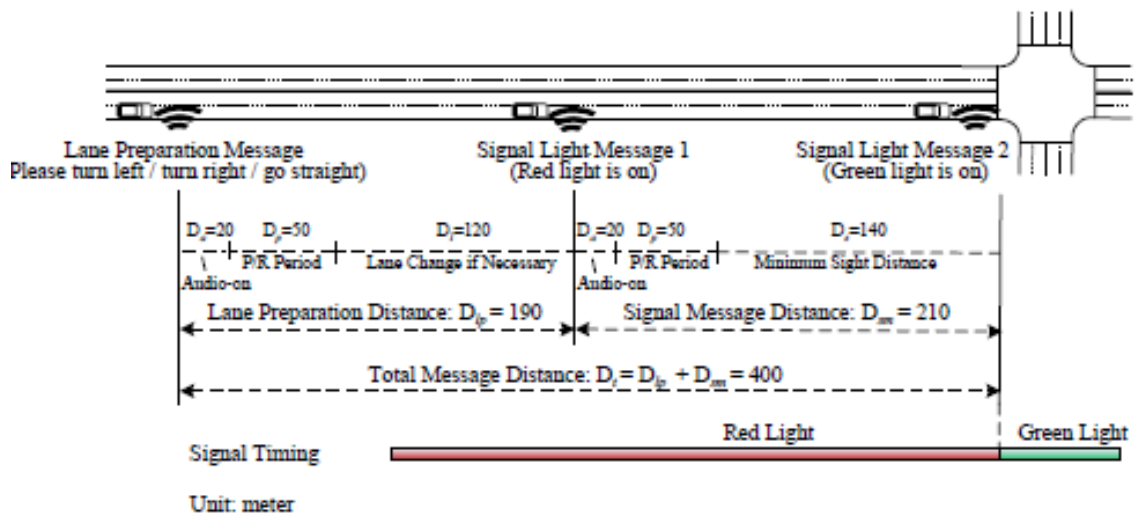 Lane Preparation Message
Please turn left / turn right / go straight)
Signal Light Message 1
(Red light is on)
Signal Light Message 2
(Green light is on)
Dₐ=20 Dₚ=50 Dₗ=120 Dₐ=20 Dₚ=50 Dₛ=140
P/R Period Lane Change if Necessary P/R Period Minimum Sight Distance
Audio-on Audio-on
Lane Preparation Distance: Dlp = 190 Signal Message Distance: Dsm = 210
Total Message Distance: Dt = Dlp + Dsm = 400
Red Light Green Light
Signal Timing
Unit: meter